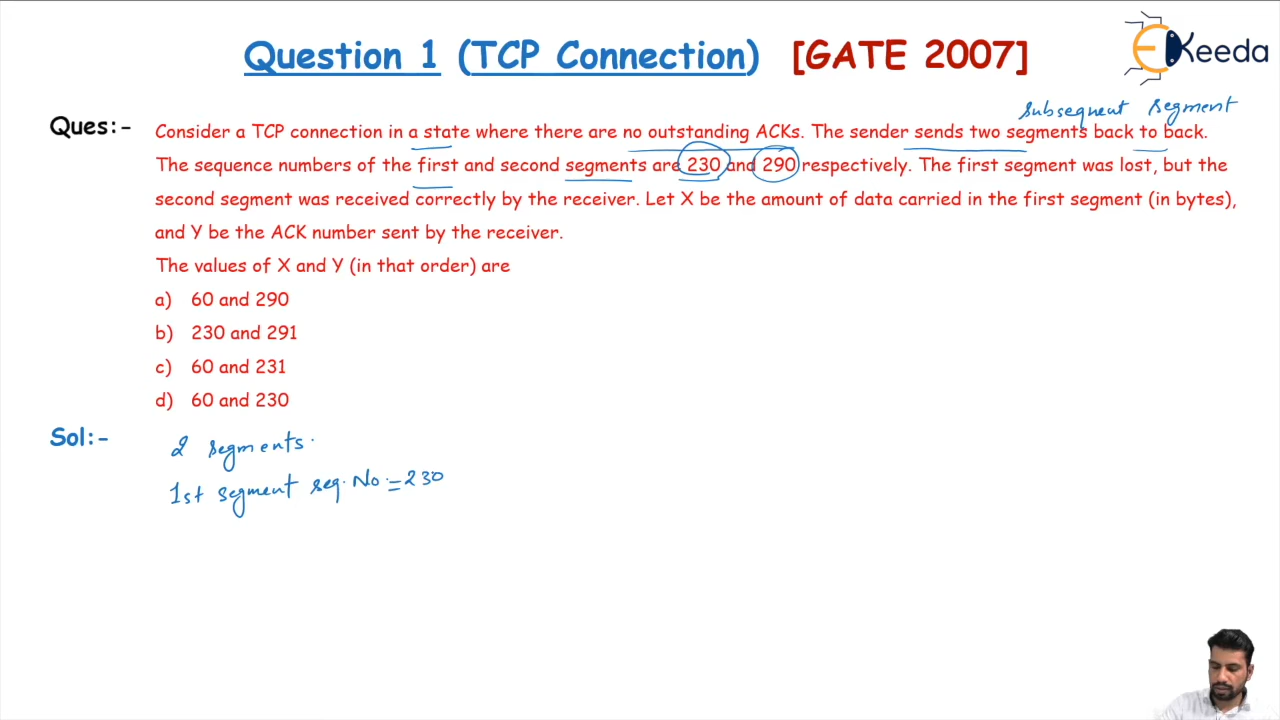 Question 1 (TCP Connection) [GATE 2007]
EKeeda
subsequent segment
Ques:- Consider a TCP connection in a state where there are no outstanding ACKs. The sender sends two segments back to back.
The sequence numbers of the first and second segments are 230 and 290 respectively. The first segment was lost, but the
second segment was received correctly by the receiver. Let X be the amount of data carried in the first segment (in bytes),
and Y be the ACK number sent by the receiver.
The values of X and Y (in that order) are
a) 60 and 290
b) 230 and 291
c) 60 and 231
d) 60 and 230
Sol:- 2 segments.
1st segment seq. No. = 230